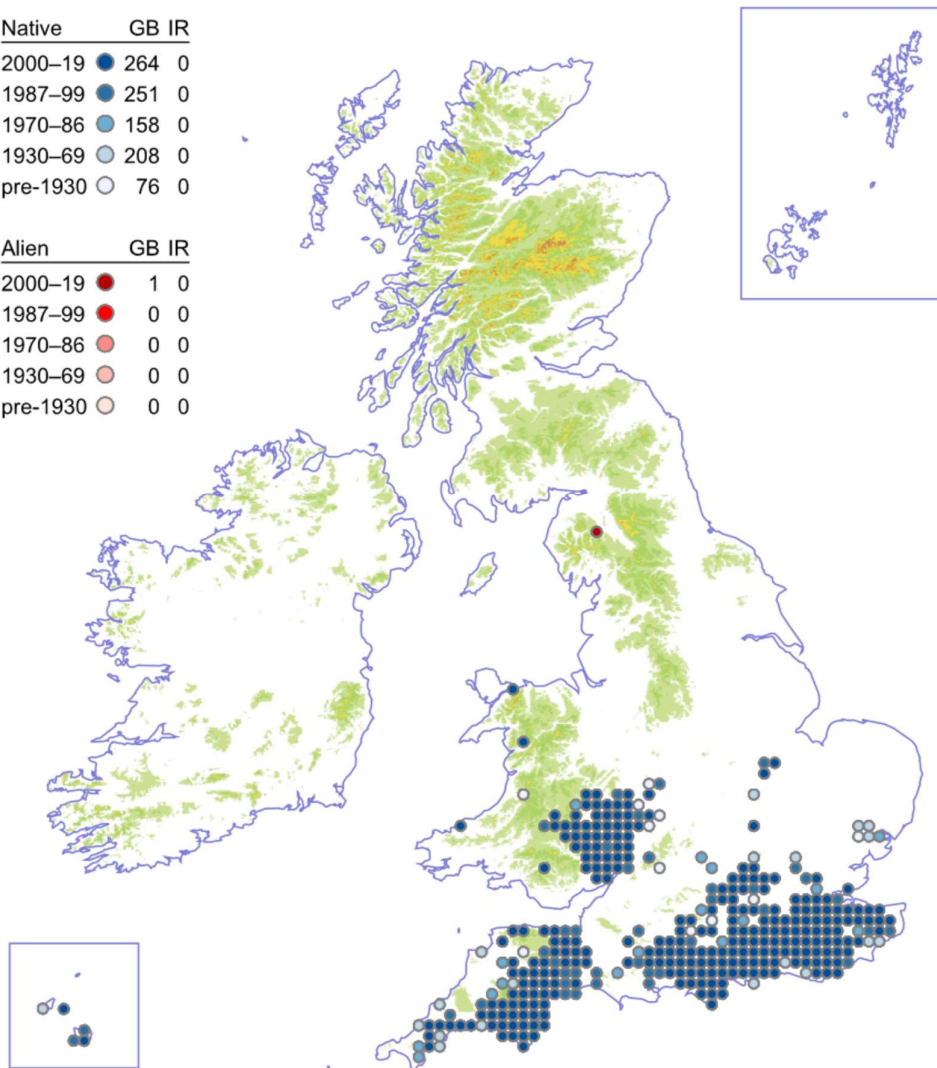 Native GB IR
2000–19 264 0
1987–99 251 0
1970–86 158 0
1930–69 208 0
pre-1930 76 0
Alien GB IR
2000–19 1 0
1987–99 0 0
1970–86 0 0
1930–69 0 0
pre-1930 0 0